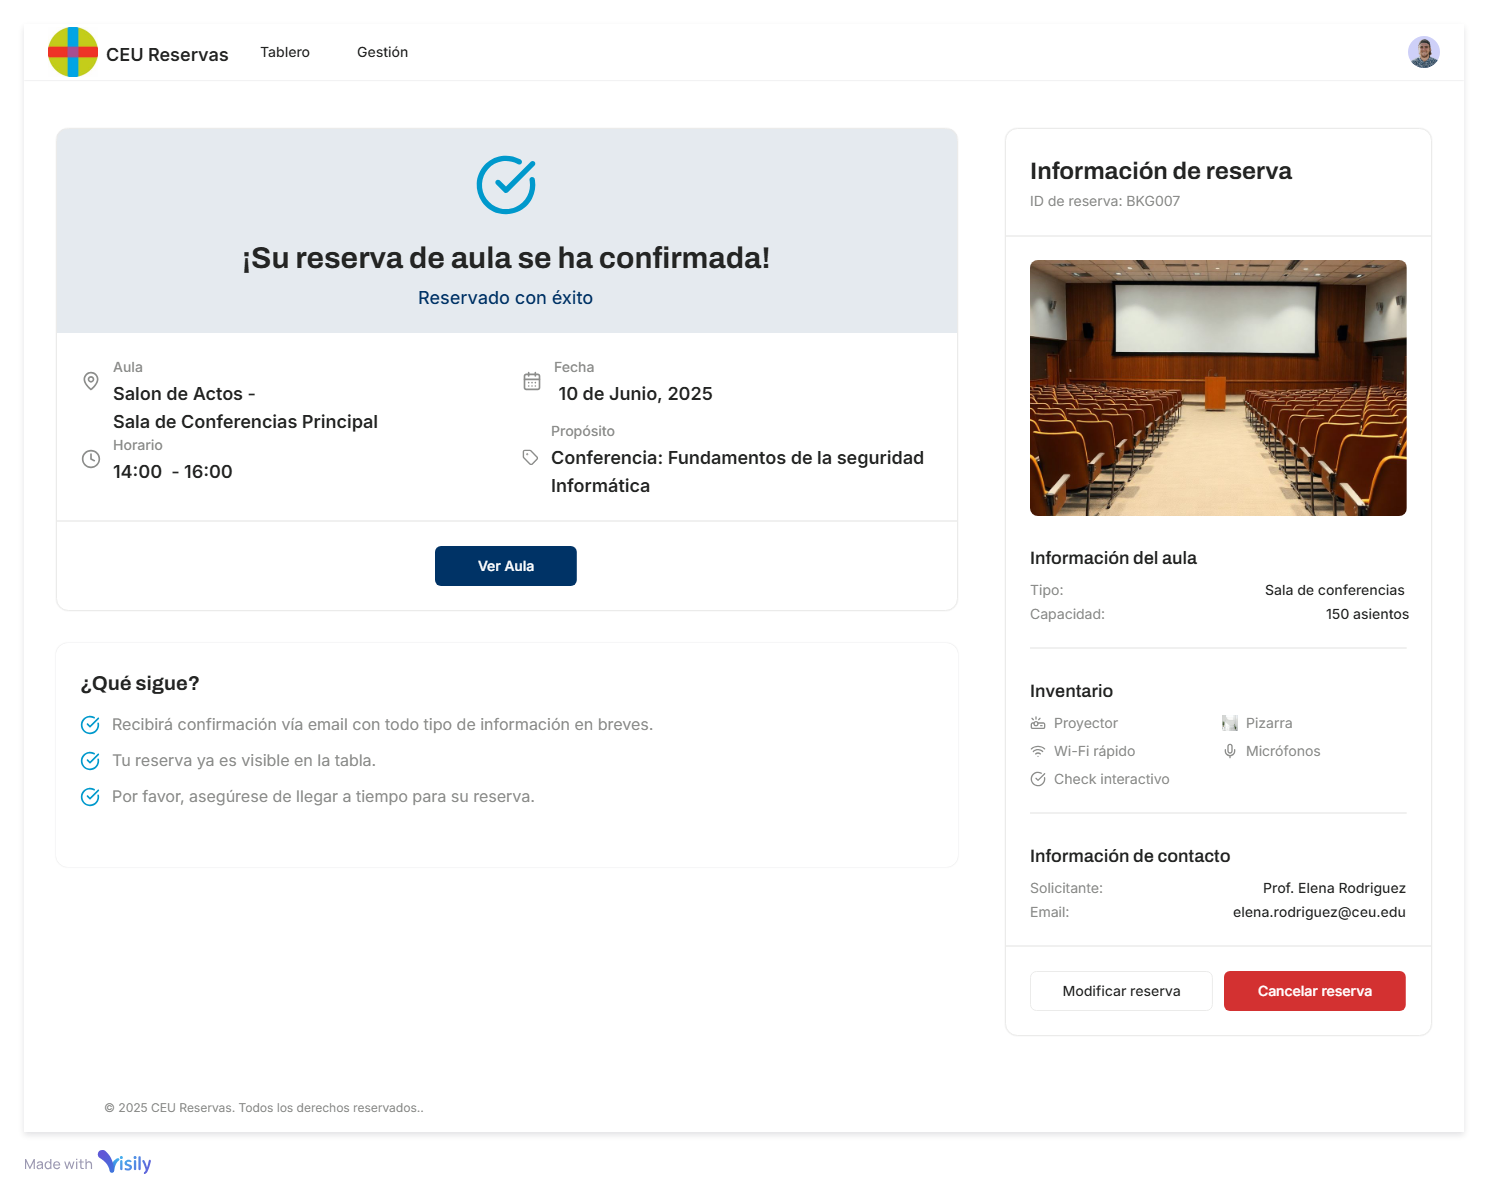 CEU Reservas
Tablero
Gestión
¡Su reserva de aula se ha confirmada!
Reservado con éxito
Aula
Salon de Actos -
Sala de Conferencias Principal
Horario
14:00  - 16:00
Fecha
10 de Junio, 2025
Propósito
Conferencia: Fundamentos de la seguridad
Informática
Ver Aula
¿Qué sigue?
Recibirá confirmación vía email con todo tipo de información en breves.
Tu reserva ya es visible en la tabla.
Por favor, asegúrese de llegar a tiempo para su reserva.
Información de reserva
ID de reserva: BKG007
Información del aula
Tipo: Sala de conferencias
Capacidad: 150 asientos
Inventario
Proyector
Pizarra
Wi-Fi rápido
Micrófonos
Check interactivo
Información de contacto
Solicitante: Prof. Elena Rodriguez
Email: elena.rodriguez@ceu.edu
Modificar reserva
Cancelar reserva
© 2025 CEU Reservas. Todos los derechos reservados..
Made with Visily